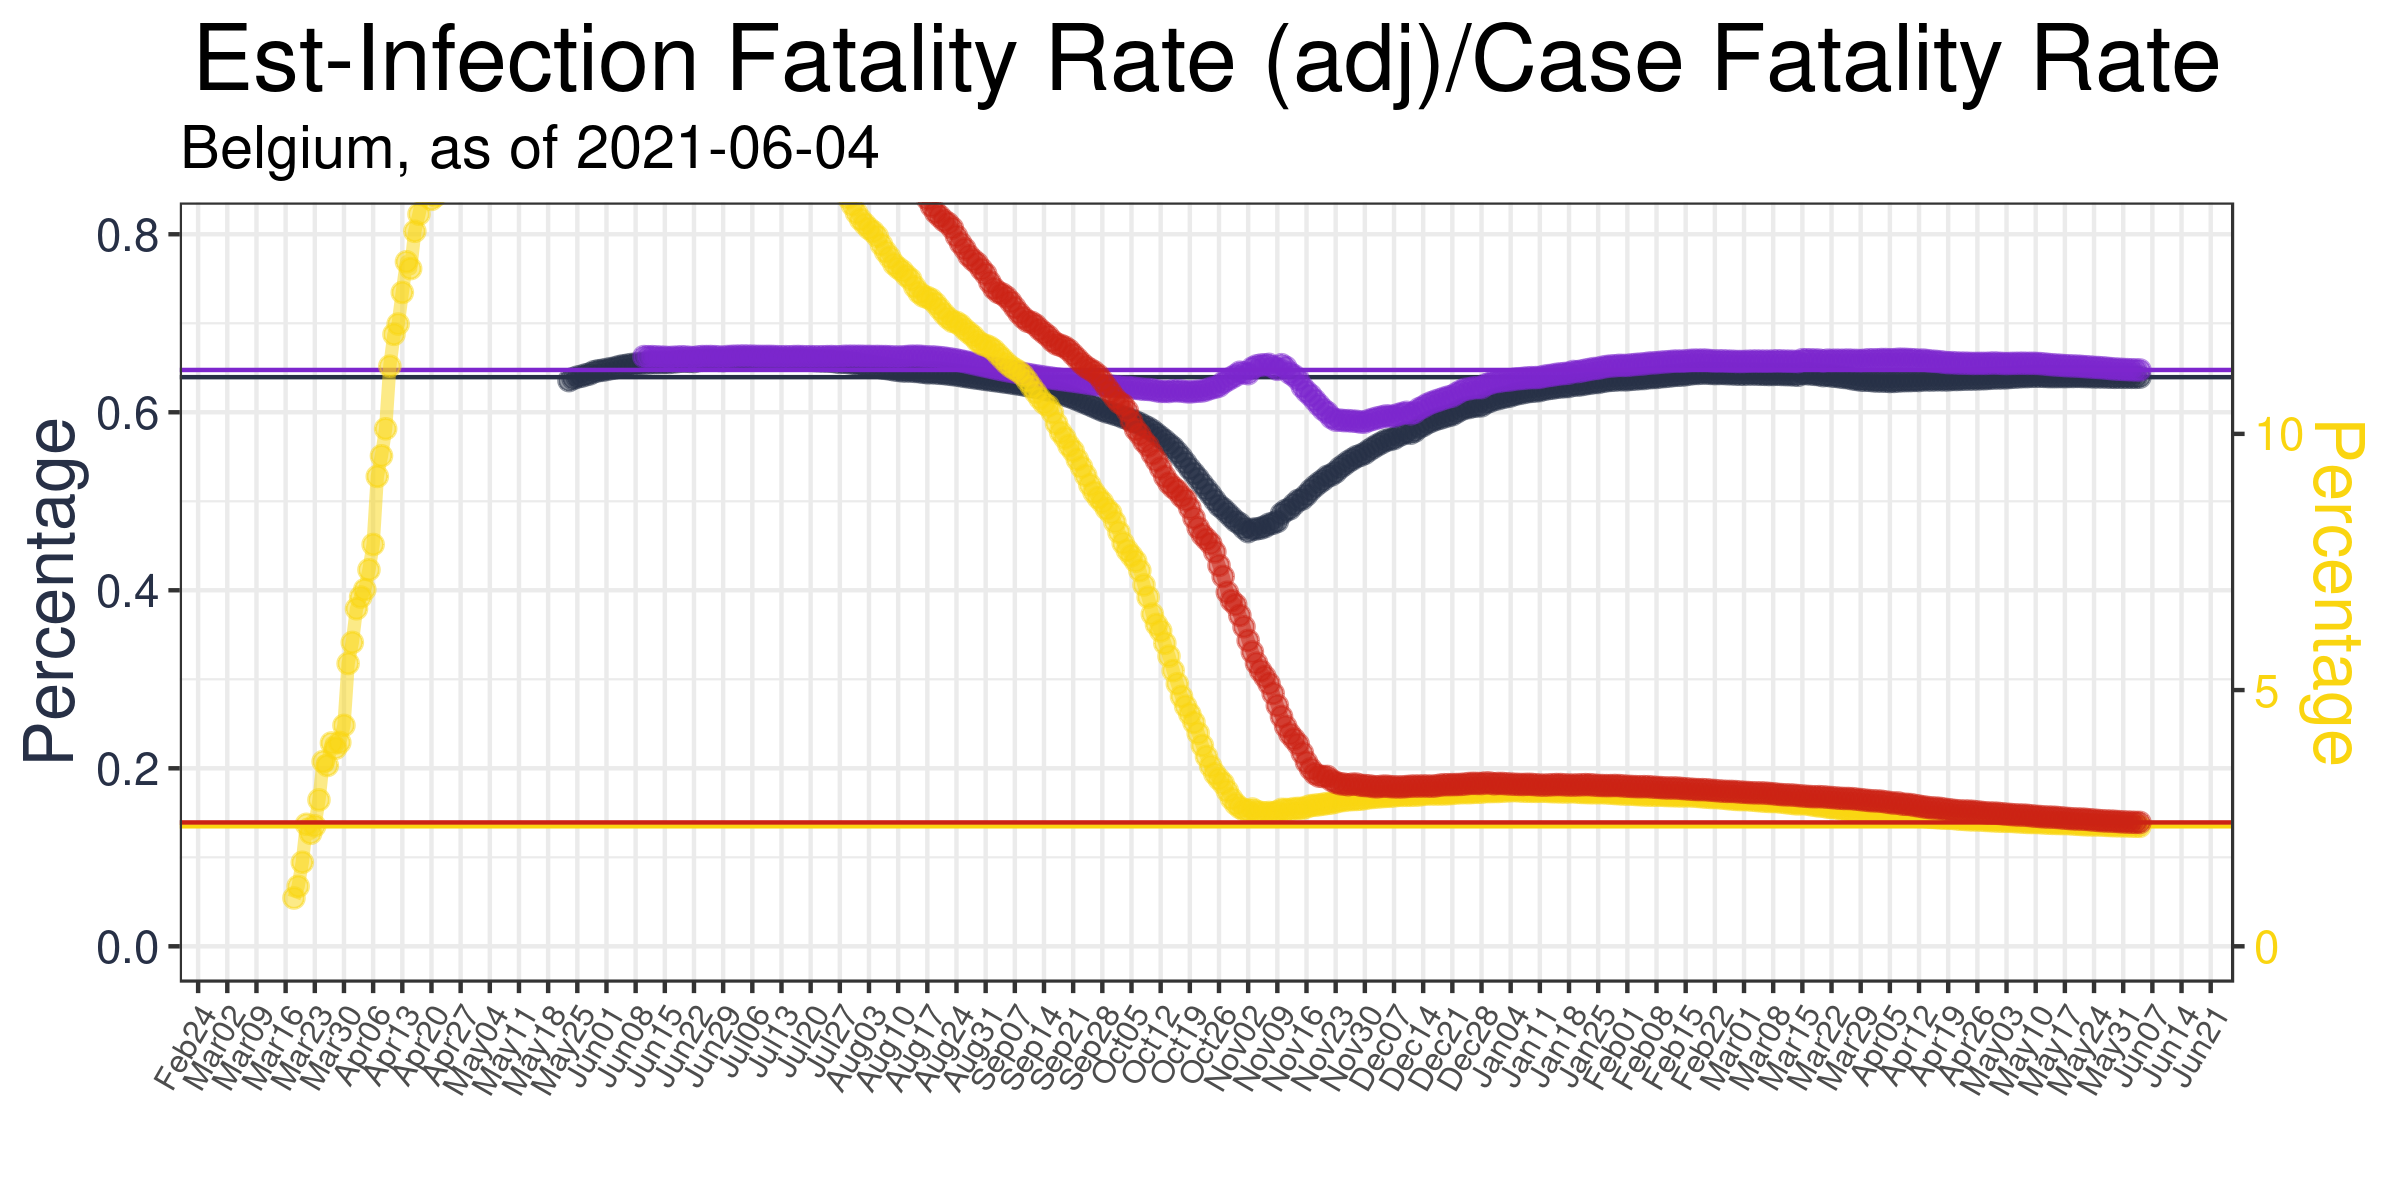 Est-Infection Fatality Rate (adj)/Case Fatality Rate
Belgium, as of 2021-06-04
Percentage
0.8
0.6
0.4
0.2
0.0
10
5
0
Percentage
Feb24
Mar02
Mar09
Mar16
Mar23
Mar30
Apr06
Apr13
Apr20
Apr27
May04
May11
May18
May25
Jun01
Jun08
Jun15
Jun22
Jun29
Jul06
Jul13
Jul20
Jul27
Aug03
Aug10
Aug17
Aug24
Aug31
Sep07
Sep14
Sep21
Sep28
Oct05
Oct12
Oct19
Oct26
Nov02
Nov09
Nov16
Nov23
Nov30
Dec07
Dec14
Dec21
Dec28
Jan04
Jan11
Jan18
Jan25
Feb01
Feb08
Feb15
Feb22
Mar01
Mar08
Mar15
Mar22
Mar29
Apr05
Apr12
Apr19
Apr26
May03
May10
May17
May24
May31
Jun07
Jun14
Jun21